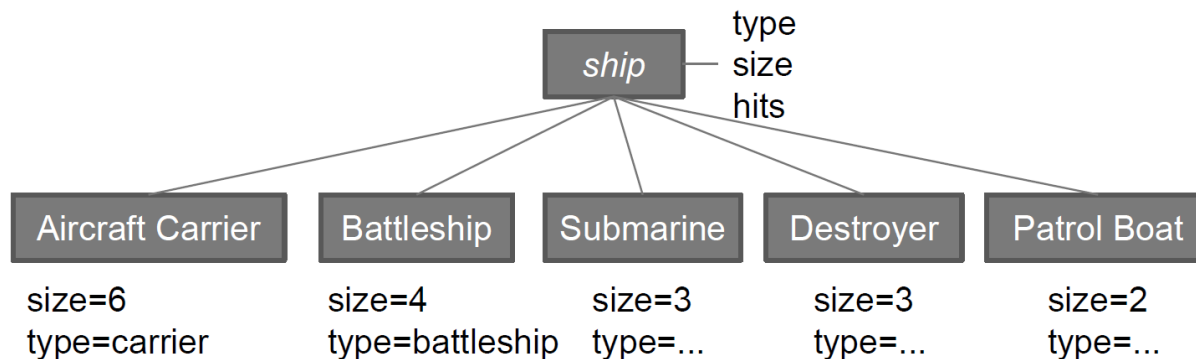 type
ship
size
hits
Aircraft Carrier
Battleship
Submarine
Destroyer
Patrol Boat
size=6
size=4
size=3
size=3
size=2
type=carrier
type=battleship
type=...
type=...
type=...